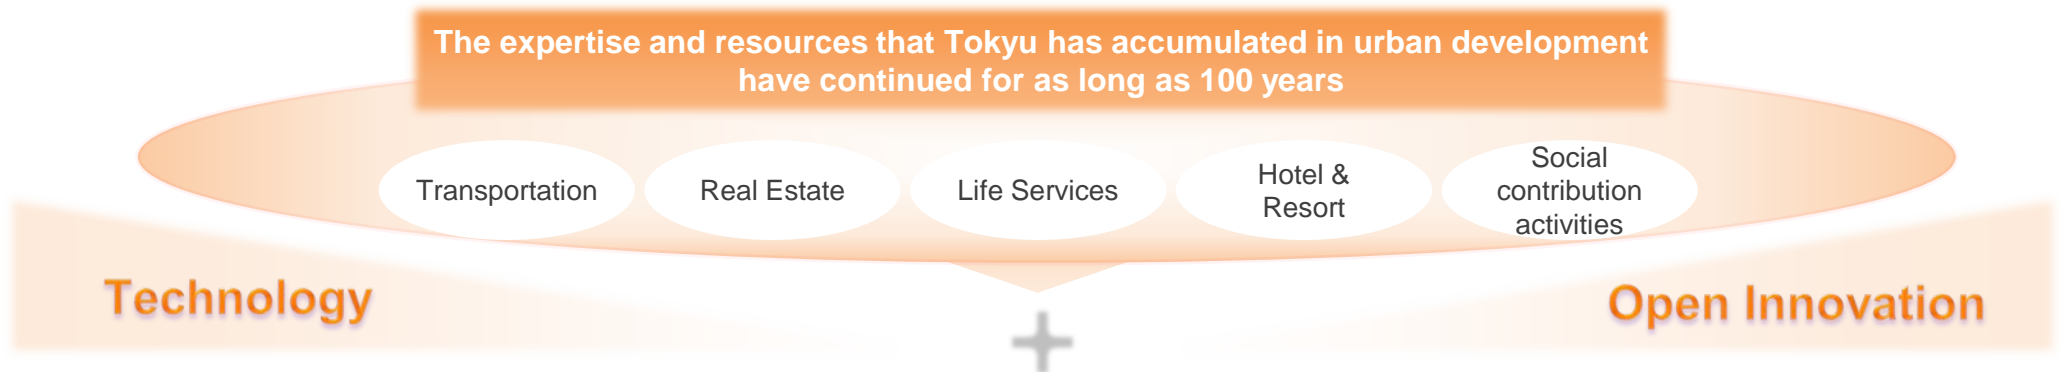 The expertise and resources that Tokyu has accumulated in urban development
have continued for as long as 100 years
Transportation
Real Estate
Life Services
Hotel &
Resort
Social
contribution
activities
Technology
Open Innovation
+